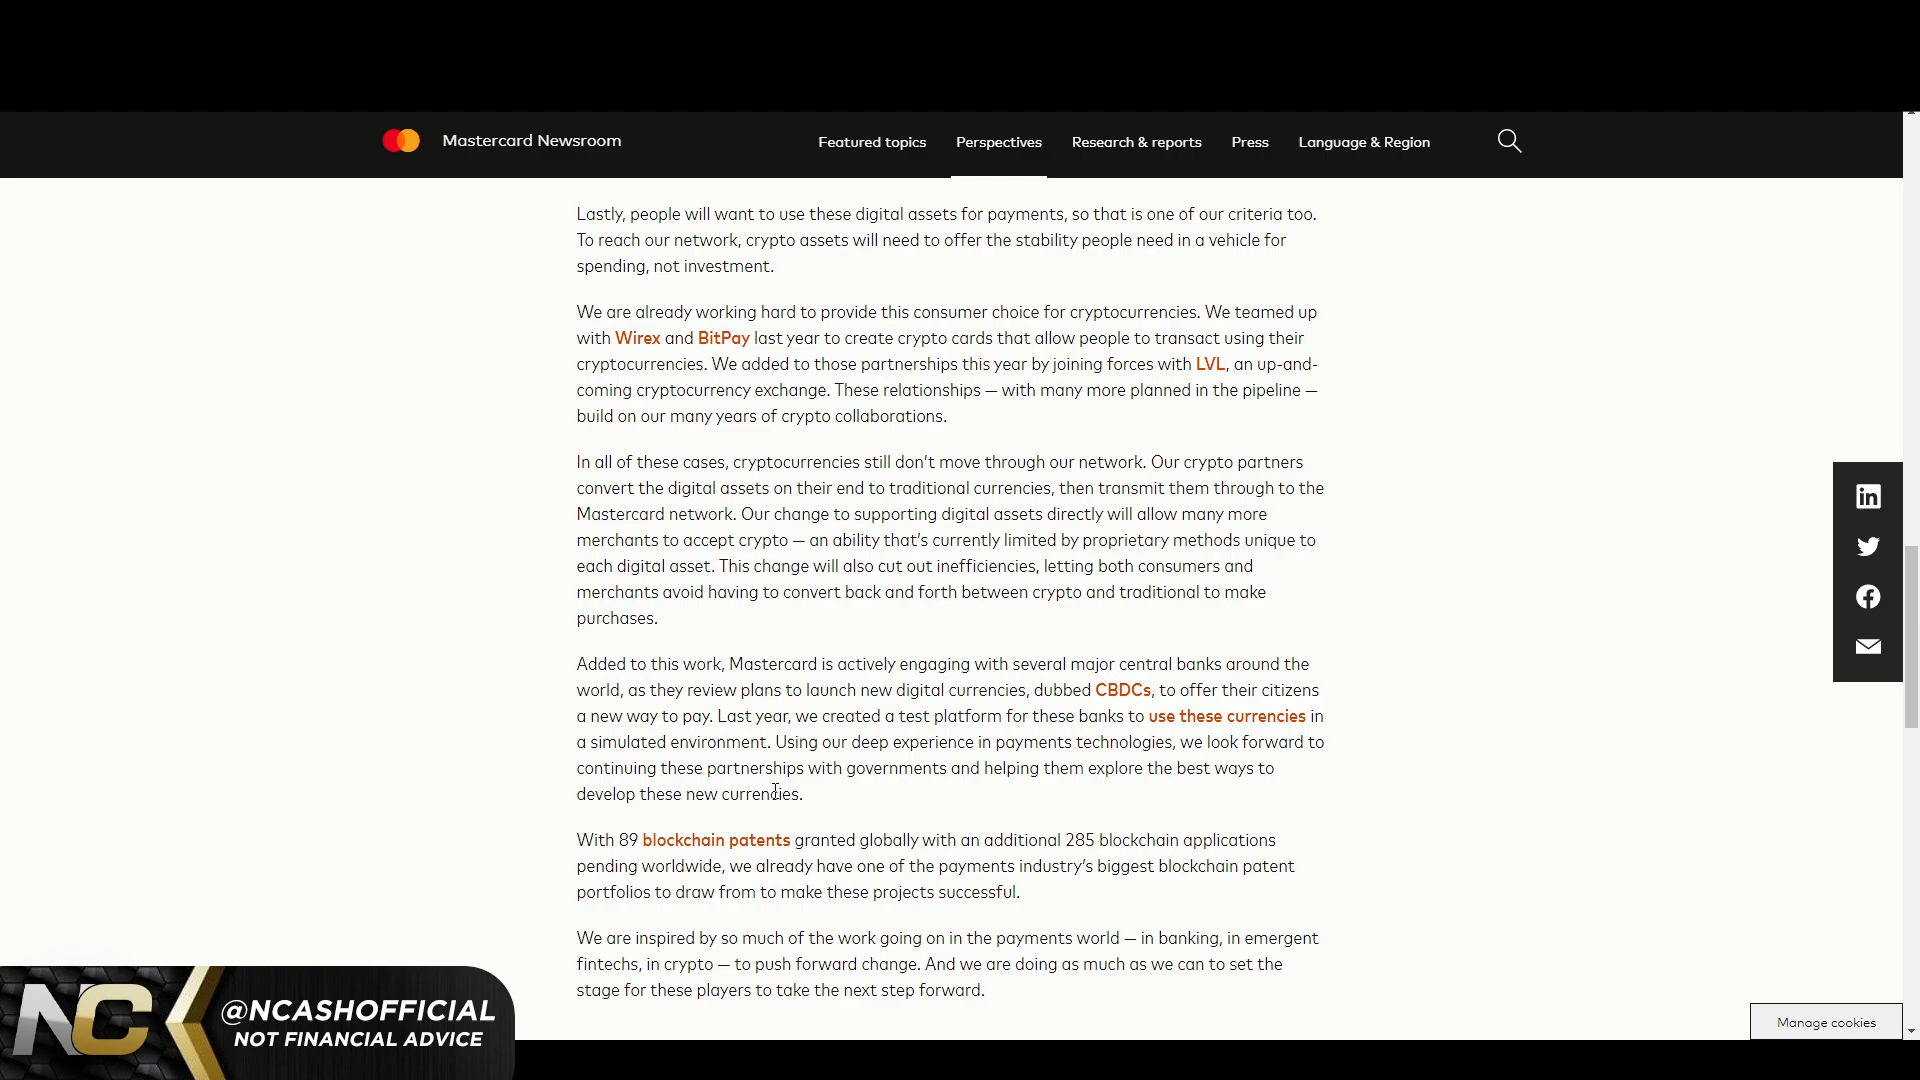 Mastercard Newsroom
Featured topics
Perspectives
Research & reports
Press
Language & Region
Lastly, people will want to use these digital assets for payments, so that is one of our criteria too.
To reach our network, crypto assets will need to offer the stability people need in a vehicle for
spending, not investment.
We are already working hard to provide this consumer choice for cryptocurrencies. We teamed up
with Wirex and BitPay last year to create crypto cards that allow people to transact using their
cryptocurrencies. We added to those partnerships this year by joining forces with LVL, an up-and-
coming cryptocurrency exchange. These relationships — with many more planned in the pipeline —
build on our many years of crypto collaborations.
In all of these cases, cryptocurrencies still don’t move through our network. Our crypto partners
convert the digital assets on their end to traditional currencies, then transmit them through to the
Mastercard network. Our change to supporting digital assets directly will allow many more
merchants to accept crypto — an ability that’s currently limited by proprietary methods unique to
each digital asset. This change will also cut out inefficiencies, letting both consumers and
merchants avoid having to convert back and forth between crypto and traditional to make
purchases.
Added to this work, Mastercard is actively engaging with several major central banks around the
world, as they review plans to launch new digital currencies, dubbed CBDCs, to offer their citizens
a new way to pay. Last year, we created a test platform for these banks to use these currencies in
a simulated environment. Using our deep experience in payments technologies, we look forward to
continuing these partnerships with governments and helping them explore the best ways to
develop these new currencies.
With 89 blockchain patents granted globally with an additional 285 blockchain applications
pending worldwide, we already have one of the payments industry’s biggest blockchain patent
portfolios to draw from to make these projects successful.
We are inspired by so much of the work going on in the payments world — in banking, in emergent
fintechs, in crypto — to push forward change. And we are doing as much as we can to set the
stage for these players to take the next step forward.
in
NC
@NCASHOFFICIAL
NOT FINANCIAL ADVICE
Manage cookies